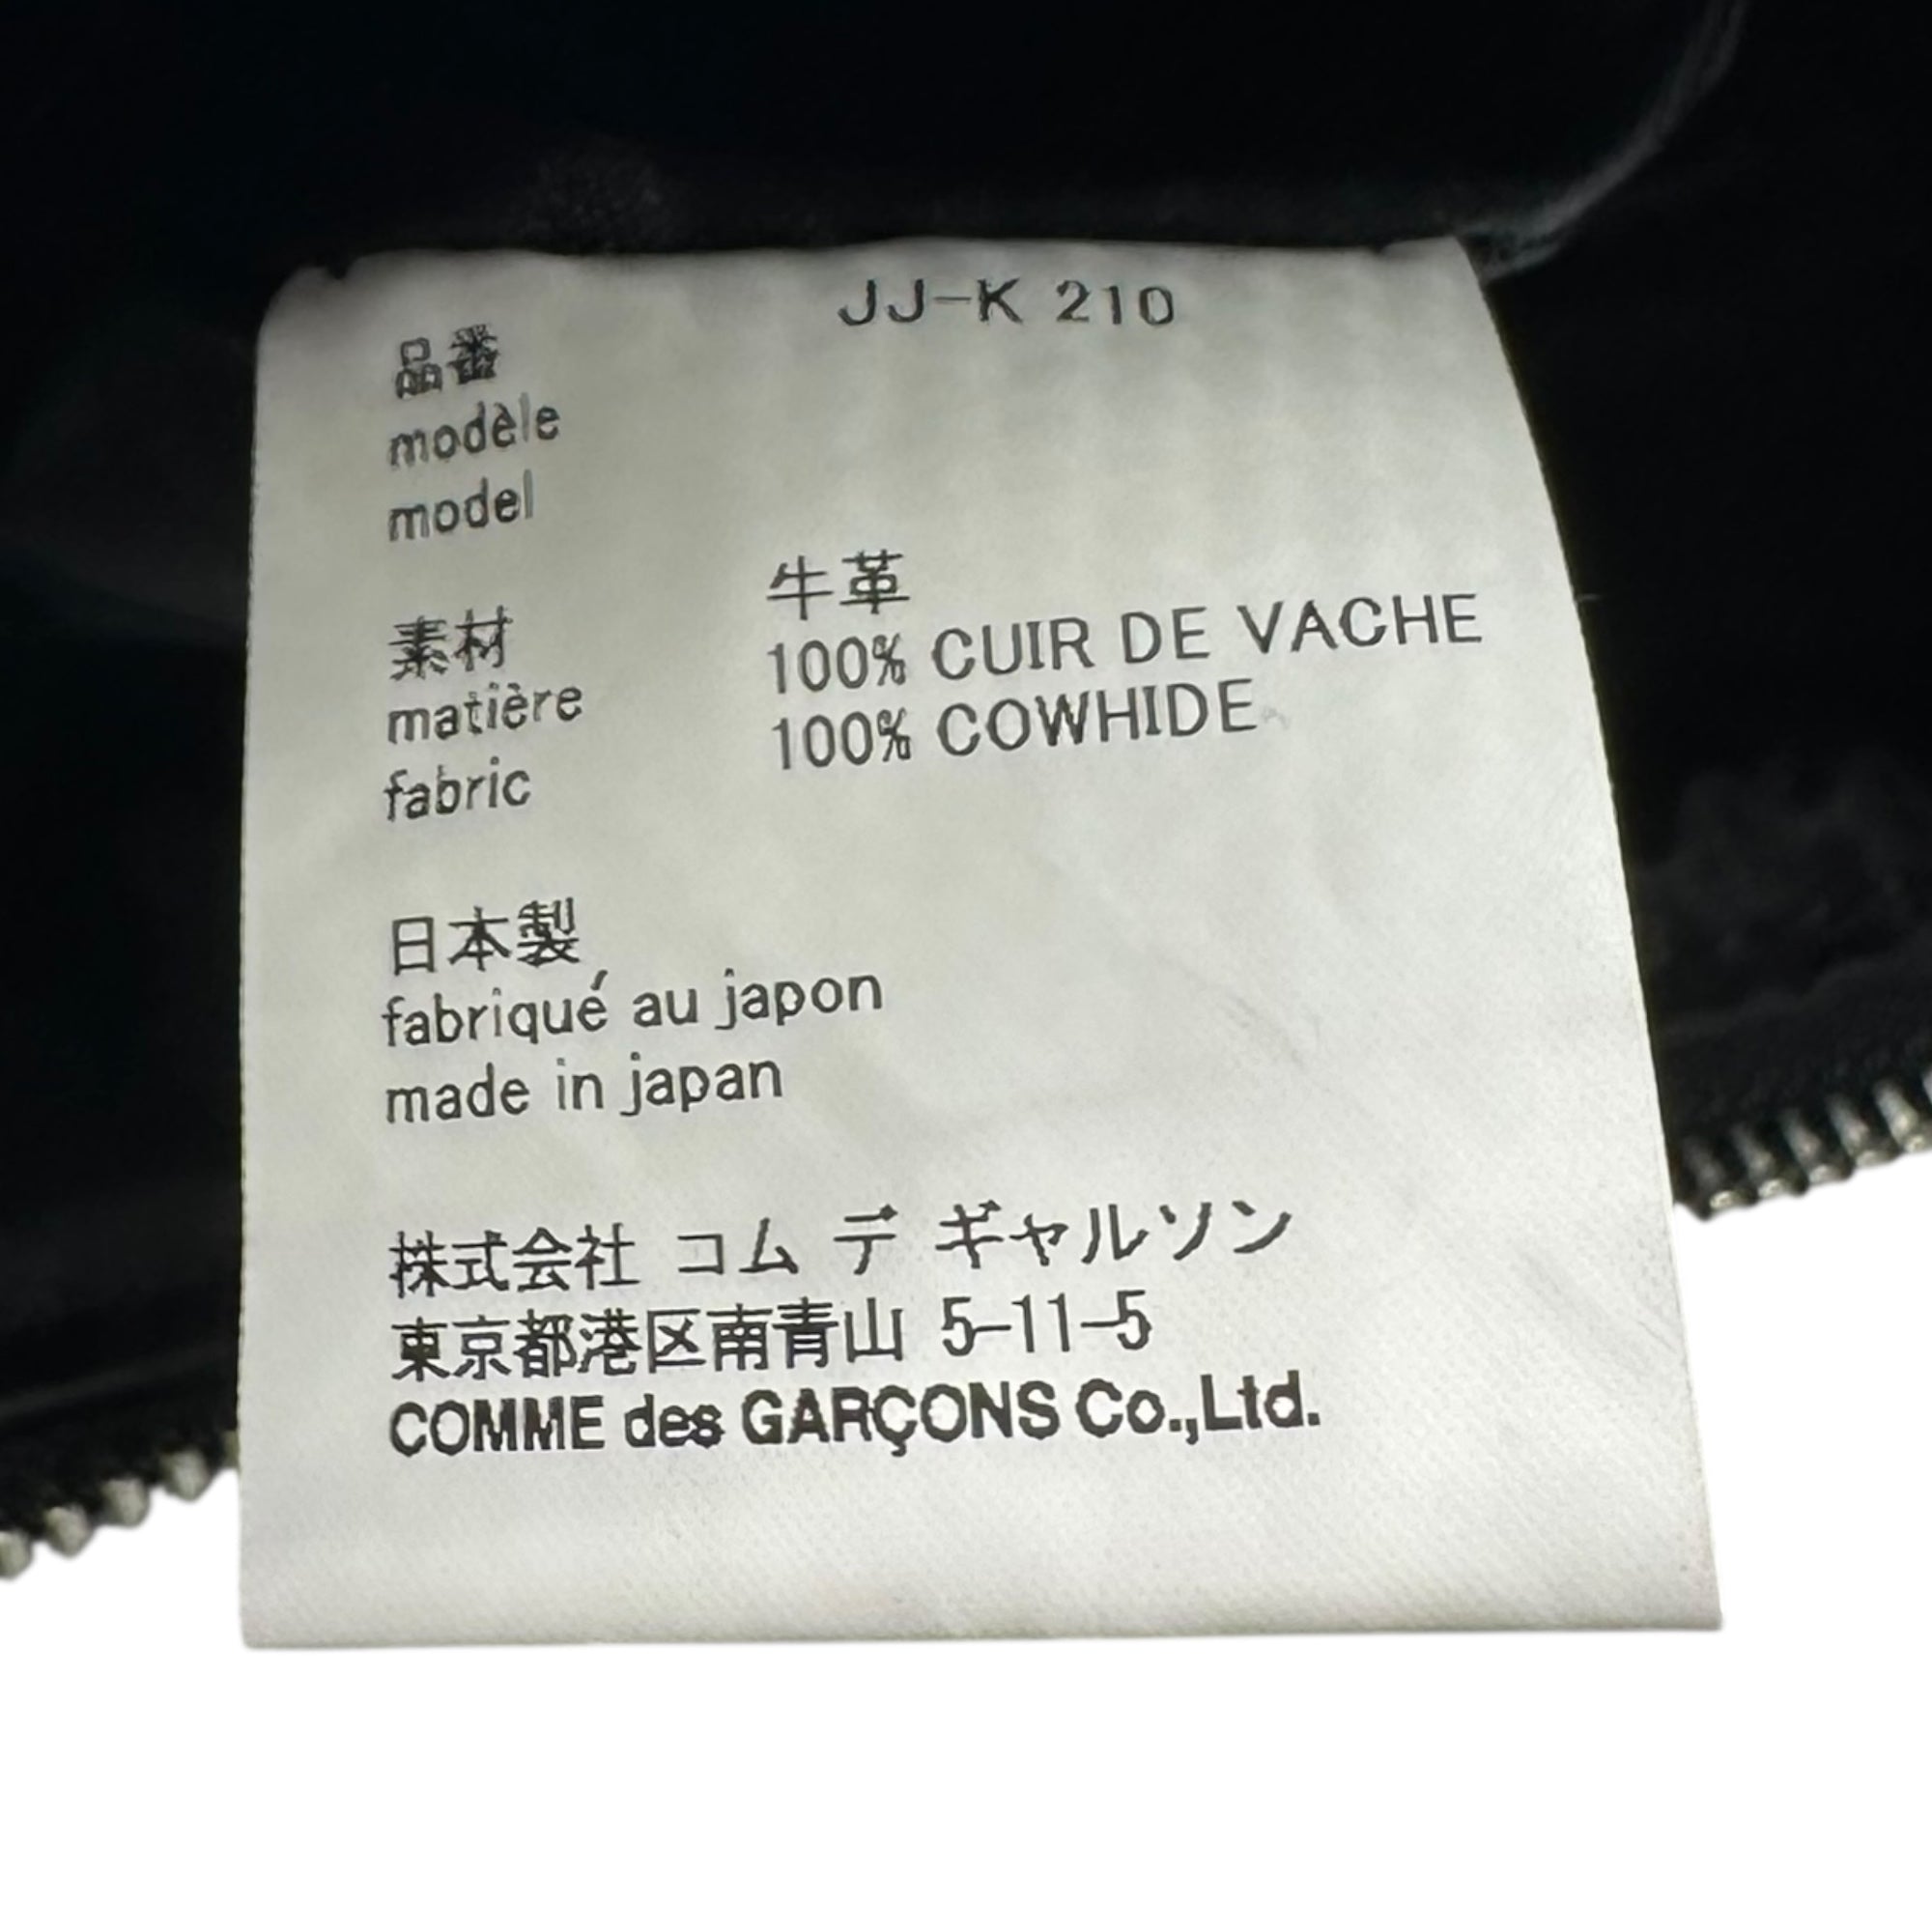 JJ-K 210
品番
modèle
model
牛革
素材
100% CUIR DE VACHE
matière
100% COWHIDE
fabric
日本製
fabriqué au japon
made in japan
株式会社 コム デ ギャルソン
東京都港区南青山 5-11-5
COMME des GARÇONS Co.,Ltd.